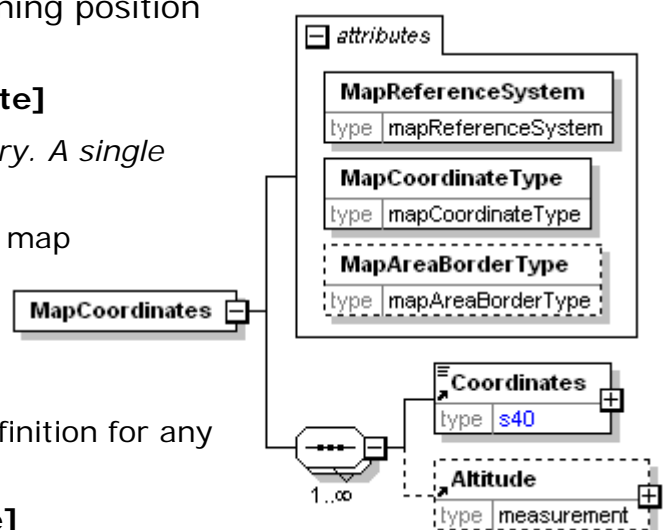 ning position
te]
ry. A single
map
finition for any
e]
attributes
MapReferenceSystem
type mapReferenceSystem
MapCoordinateType
type mapCoordinateType
MapAreaBorderType
type mapAreaBorderType
MapCoordinates
Coordinates
type s40
1..∞
Altitude
type measurement